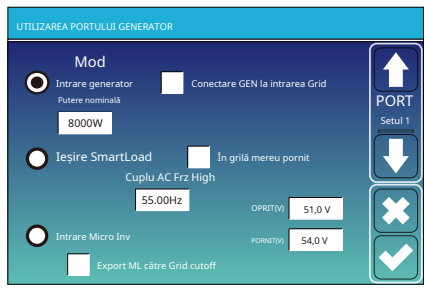 UTILIZAREA PORTULUI GENERATOR
Mod
Intrare generator
Conectare GEN la intrarea Grid
Putere nominală
8000W
PORT
Setul 1
Ieșire SmartLoad
În grilă mereu pornit
Cuplu AC Frz High
55.00Hz
OPRIT(V) 51,0 V
Intrare Micro Inv
PORNIT(V) 54,0 V
Export ML către Grid cutoff